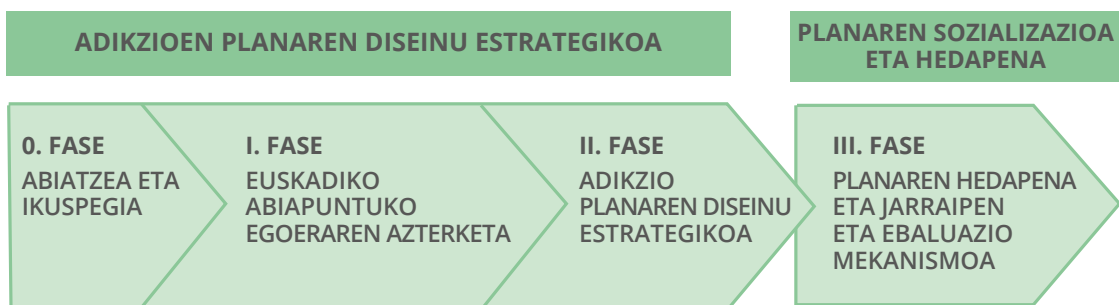 ADIKZIOEN PLANAREN DISEINU ESTRATEGIKOA
PLANAREN SOZIALIZAZIOA
ETA HEDAPENA
0. FASE
ABIATZEA ETA
IKUSPEGIA
I. FASE
EUSKADIKO
ABIAPUNTUKO
EGOERAREN AZTERKETA
II. FASE
ADIKZIO
PLANAREN DISEINU
ESTRATEGIKOA
III. FASE
PLANAREN HEDAPENA
ETA JARRAIPEN
ETA EBALUAZIO
MEKANISMOA